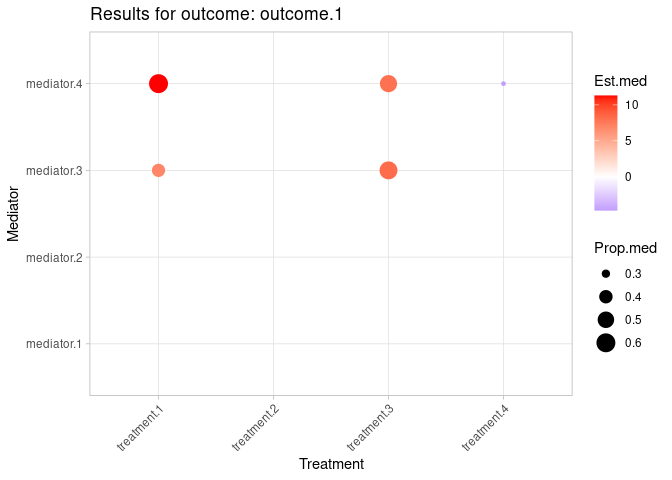 Results for outcome: outcome.1
Mediator
mediator.4
mediator.3
mediator.2
mediator.1
treatment.1
treatment.2
treatment.3
treatment.4
Treatment
Est.med
10
5
0
Prop.med
0.3
0.4
0.5
0.6